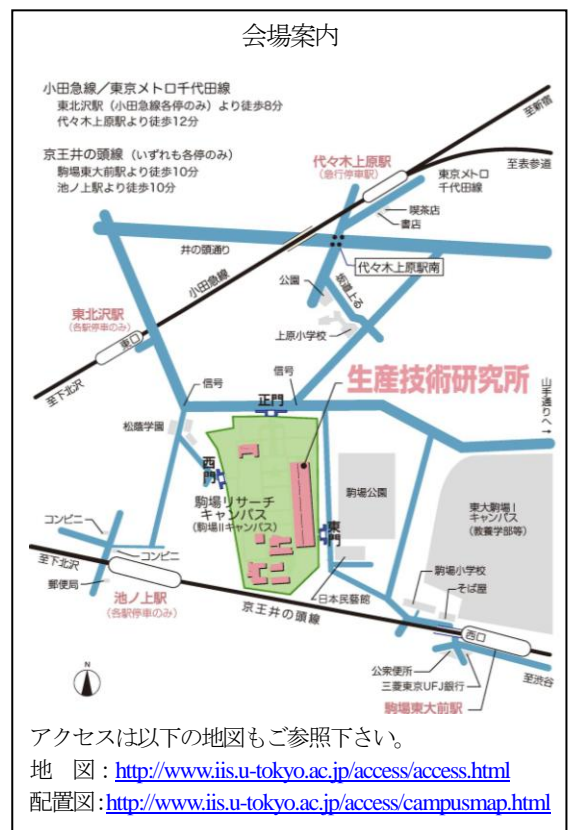 会場案内
小田急線／東京メトロ千代田線
東北沢駅（小田急線各停のみ）より徒歩8分
代々木上原駅より徒歩12分
京王井の頭線（いずれも各停のみ）
駒場東大前駅より徒歩10分
池ノ上駅より徒歩10分
至新宿
代々木上原駅
（急行停車駅）
至表参道
東京メトロ
千代田線
喫茶店
書店
井の頭通り
代々木上原駅南
小田急線
公園
坂道上る
上原小学校
東北沢駅
（各駅停車のみ）
東口
至下北沢
信号
信号
生産技術研究所
正門
山手通りへ→
松蔭学園
西門
駒場リサーチ
キャンパス
（駒場IIキャンパス）
駒場公園
東大駒場I
キャンパス
（教養学部等）
東門
コンビニ
コンビニ
至下北沢
郵便局
池ノ上駅
（各駅停車のみ）
京王井の頭線
日本民藝館
駒場小学校
そば屋
西口
公衆便所
三菱東京UFJ銀行
至渋谷
駒場東大前駅
N
アクセスは以下の地図もご参照下さい。
地　図：http://www.iis.u-tokyo.ac.jp/access/access.html
配置図：http://www.iis.u-tokyo.ac.jp/access/campusmap.html